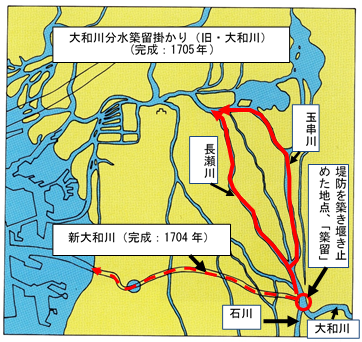 大和川分水築留掛かり（旧・大和川）
（完成：1705年）
玉串川
長瀬川
堤防を築き堰き止
めた地点、「築留」
新大和川（完成：1704年）
石川
大和川